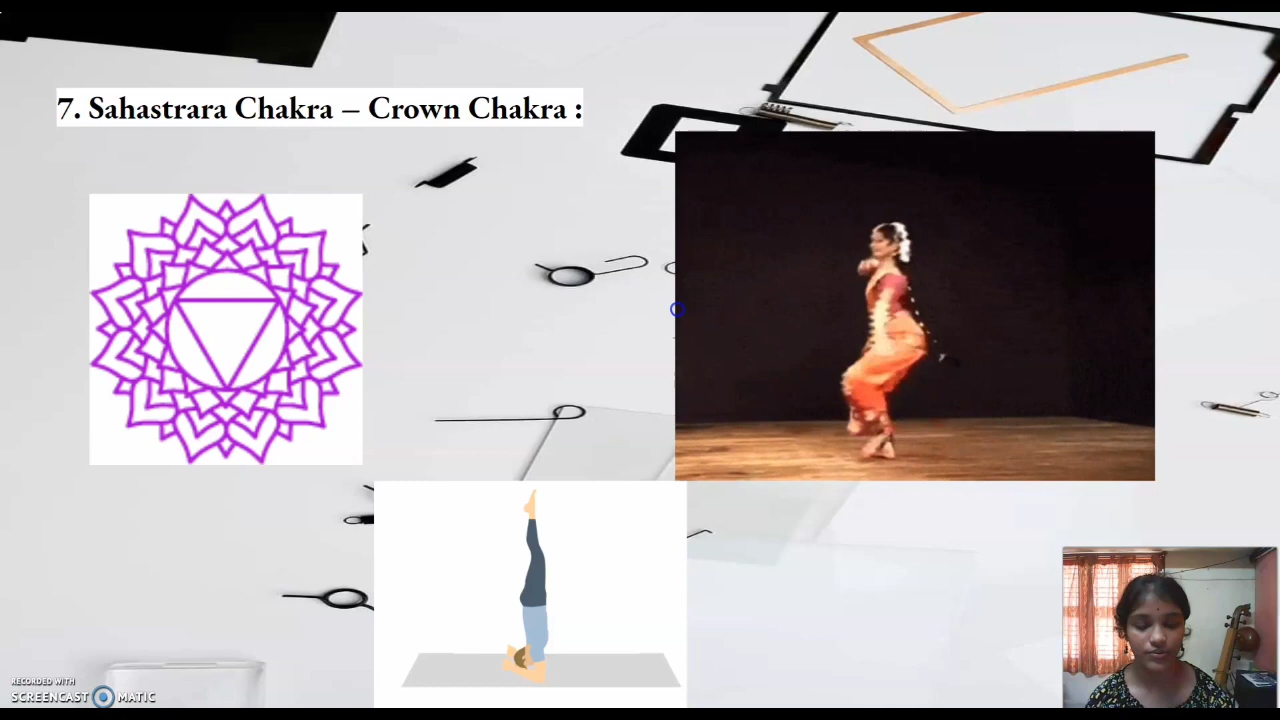 7. Sahastrara Chakra – Crown Chakra :
RECORDED WITH
SCREENCAST MATIC